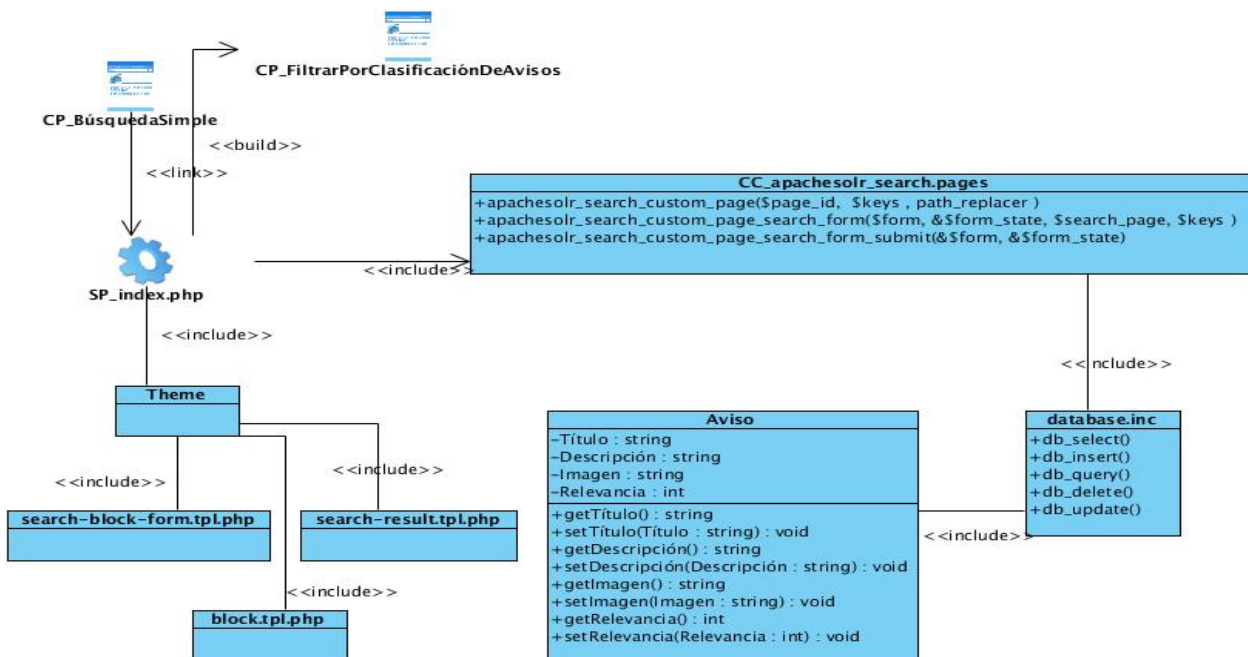 CP_FiltrarPorClasificaciónDeAvisos
CP_BúsquedaSimple
<<build>>
<<link>>
CC_apachesolr_search.pages
+apachesolr_search_custom_page($page_id, $keys , path_replacer )
+apachesolr_search_custom_page_search_form($form, &$form_state, $search_page, $keys )
+apachesolr_search_custom_page_search_form_submit(&$form, &$form_state)
<<include>>
SP_index.php
<<include>>
<<include>>
Theme
Aviso
-Título : string
-Descripción : string
-Imagen : string
-Relevancia : int
+getTítulo() : string
+setTítulo(Título : string) : void
+getDescripción() : string
+setDescripción(Descripción : string) : void
+getImagen() : string
+setImagen(Imagen : string) : void
+getRelevancia() : int
+setRelevancia(Relevancia : int) : void
database.inc
+db_select()
+db_insert()
+db_query()
+db_delete()
+db_update()
<<include>>
<<include>>
<<include>>
search-block-form.tpl.php
search-result.tpl.php
<<include>>
block.tpl.php